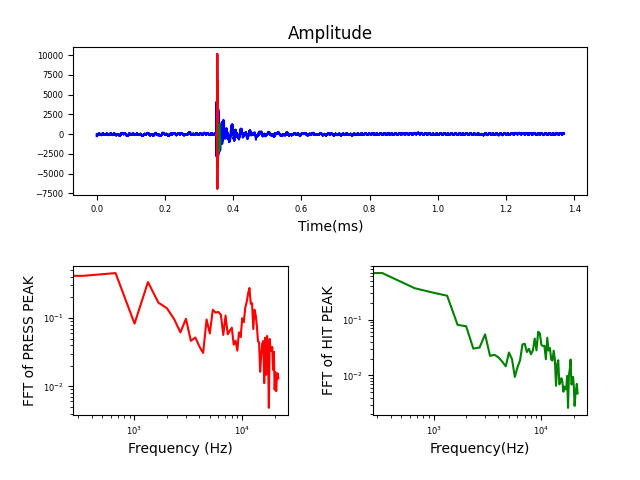 Amplitude
10000
7500
5000
2500
0
−2500
−5000
−7500
0.0 0.2 0.4 0.6 0.8 1.0 1.2 1.4
Time(ms)
FFT of PRESS PEAK
10⁻¹
10⁻²
10³ 10⁴
Frequency (Hz)
FFT of HIT PEAK
10⁻¹
10⁻²
10³ 10⁴
Frequency(Hz)